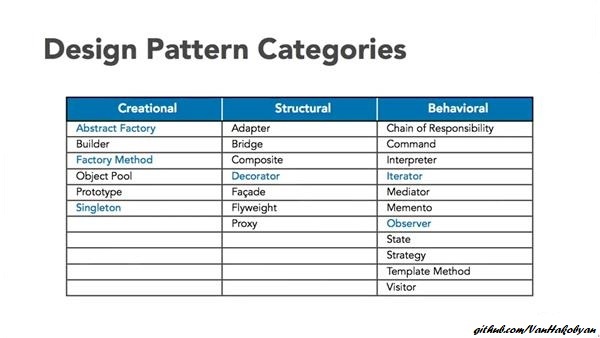 Design Pattern Categories
Creational Structural Behavioral
Abstract Factory Adapter Chain of Responsibility
Builder Bridge Command
Factory Method Composite Interpreter
Object Pool Decorator Iterator
Prototype Façade Mediator
Singleton Flyweight Memento
Proxy Observer
State
Strategy
Template Method
Visitor
github.com/VanHakobyan